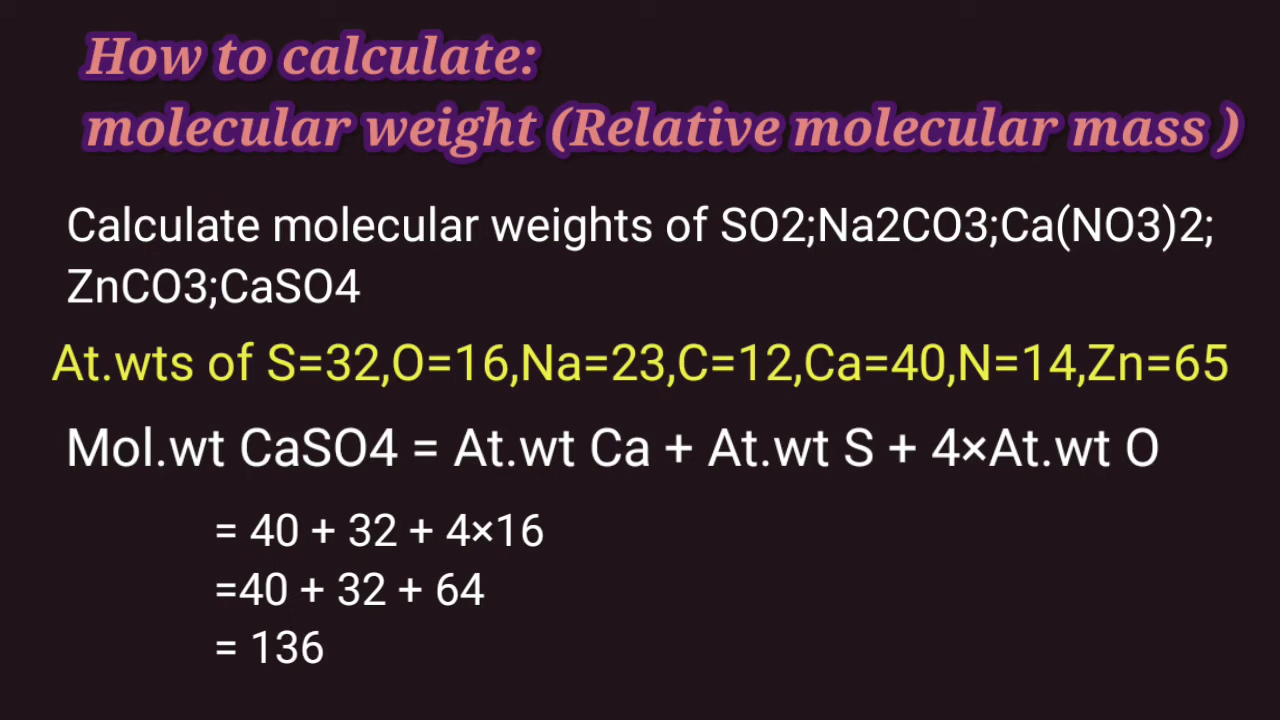 How to calculate:
molecular weight (Relative molecular mass )
Calculate molecular weights of SO2;Na2CO3;Ca(NO3)2;
ZnCO3;CaSO4
At.wts of S=32,O=16,Na=23,C=12,Ca=40,N=14,Zn=65
Mol.wt CaSO4 = At.wt Ca + At.wt S + 4×At.wt O
= 40 + 32 + 4×16
=40 + 32 + 64
= 136